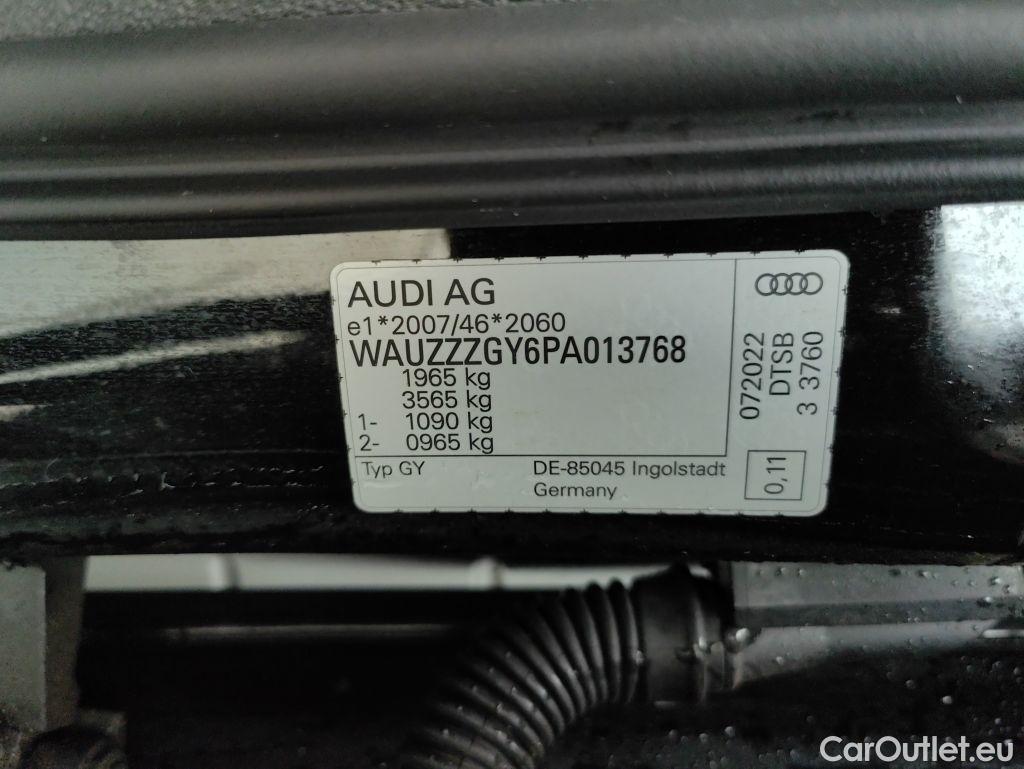 AUDI AG
e1*2007/46*2060
WAUZZZGY6PA013768
1965 kg
3565 kg
1- 1090 kg
2- 0965 kg
Typ GY
DE-85045 Ingolstadt
Germany
072022
DTSB
3 3760
0,11
CarOutlet.eu